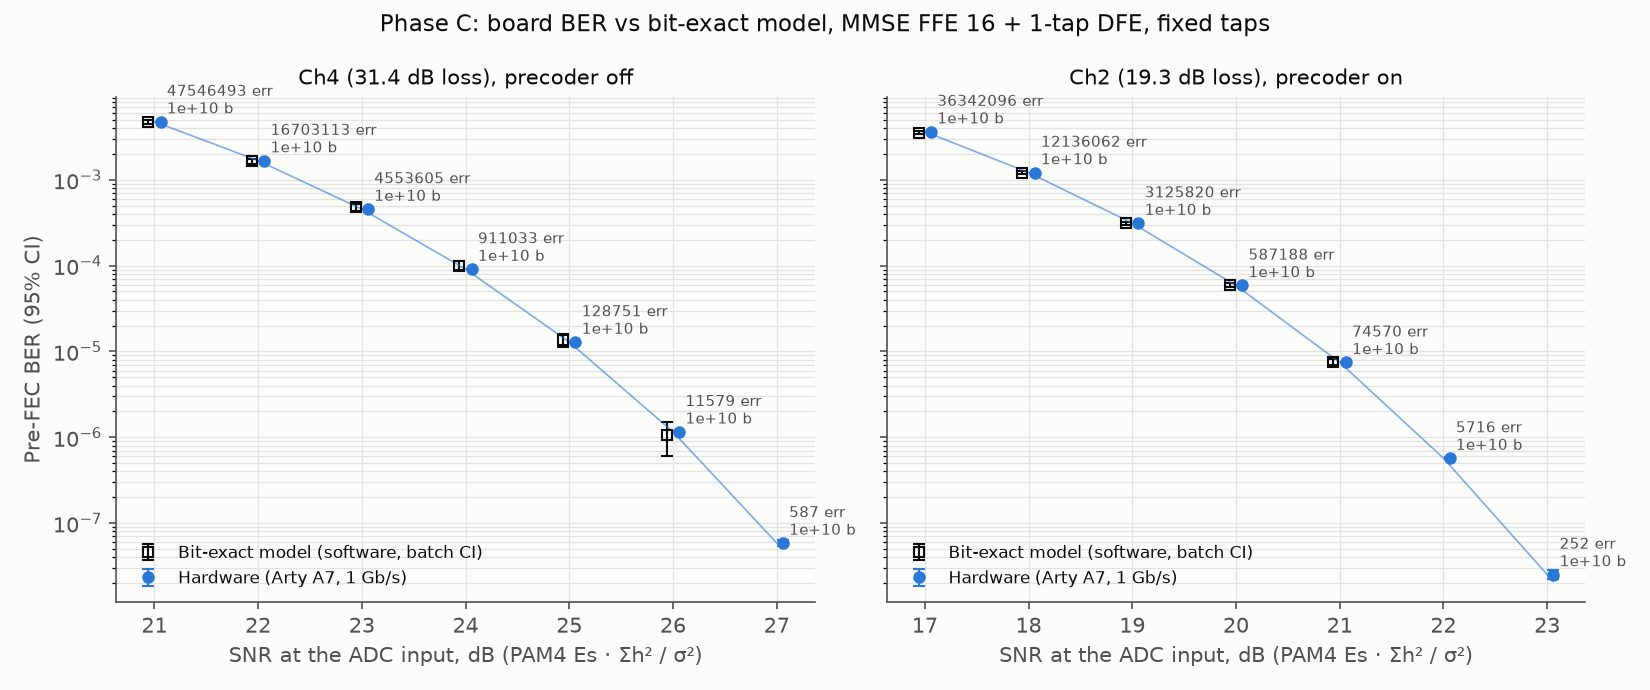 Phase C: board BER vs bit-exact model, MMSE FFE 16 + 1-tap DFE, fixed taps
Ch4 (31.4 dB loss), precoder off
47546493 err
1e+10 b
16703113 err
1e+10 b
4553605 err
1e+10 b
911033 err
1e+10 b
128751 err
1e+10 b
11579 err
1e+10 b
587 err
1e+10 b
Pre-FEC BER (95% CI)
10⁻³
10⁻⁴
10⁻⁵
10⁻⁶
10⁻⁷
Bit-exact model (software, batch CI)
Hardware (Arty A7, 1 Gb/s)
21 22 23 24 25 26 27
SNR at the ADC input, dB (PAM4 Es · Σh² / σ²)
Ch2 (19.3 dB loss), precoder on
36342096 err
1e+10 b
12136062 err
1e+10 b
3125820 err
1e+10 b
587188 err
1e+10 b
74570 err
1e+10 b
5716 err
1e+10 b
252 err
1e+10 b
Bit-exact model (software, batch CI)
Hardware (Arty A7, 1 Gb/s)
17 18 19 20 21 22 23
SNR at the ADC input, dB (PAM4 Es · Σh² / σ²)